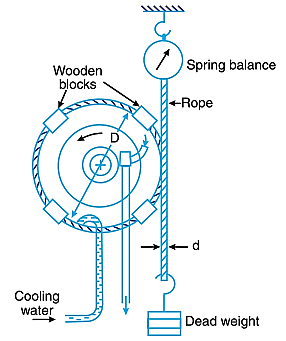 Spring balance
Wooden
blocks
Rope
D
d
Cooling
water
Dead weight